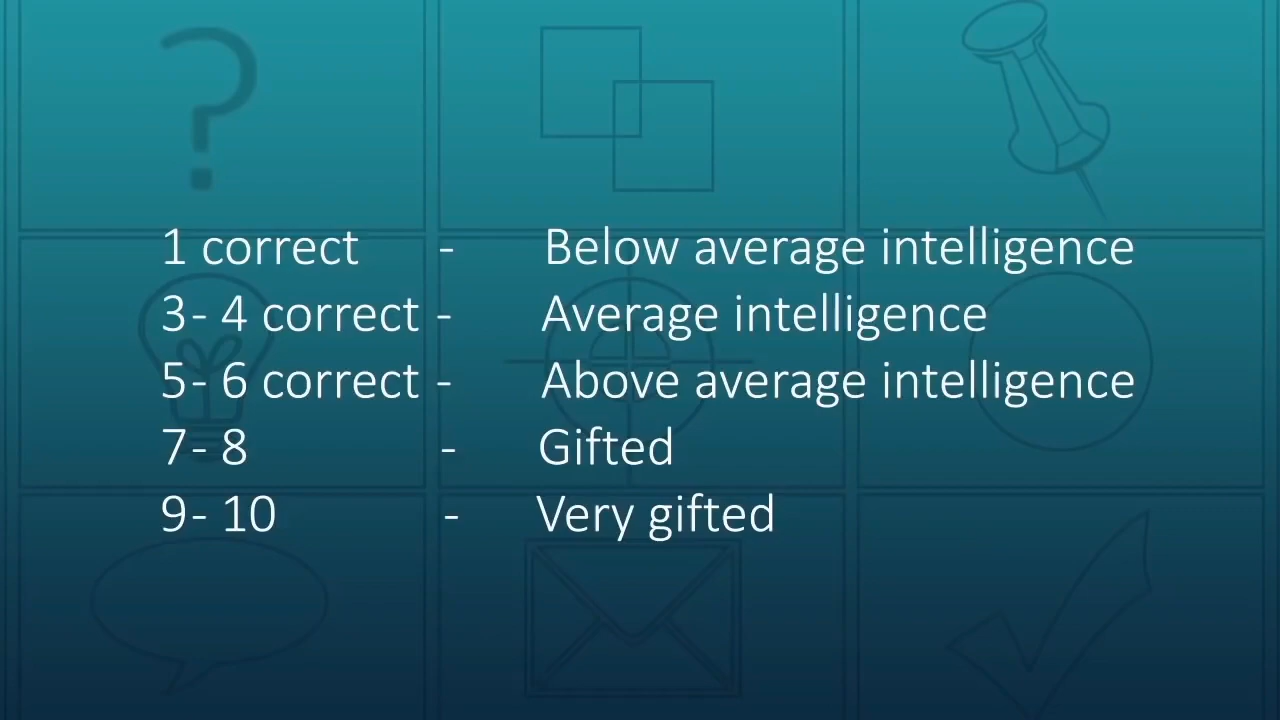 1 correct - Below average intelligence
3- 4 correct - Average intelligence
5- 6 correct - Above average intelligence
7- 8 - Gifted
9- 10 - Very gifted